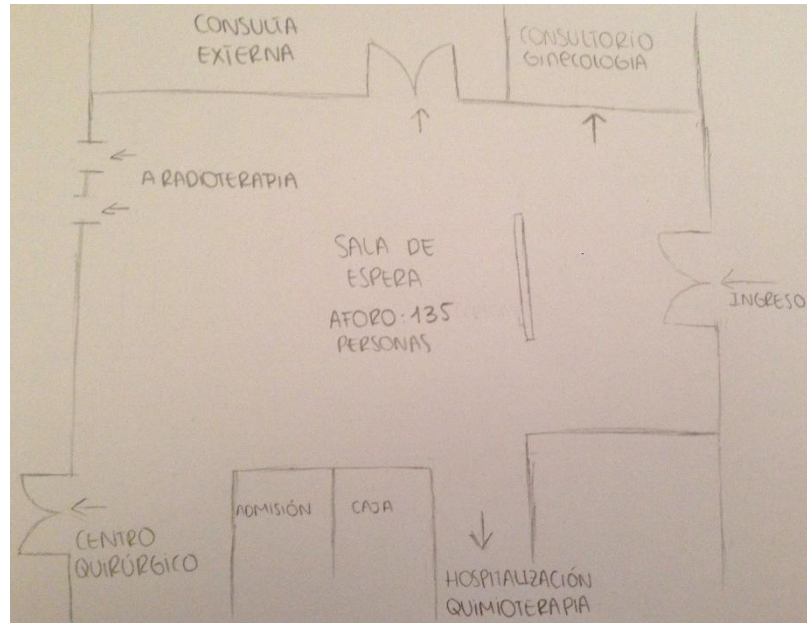 CONSULTA
EXTERNA
CONSULTORIO
GINECOLOGIA
A RADIOTERAPIA
SALA DE
ESPERA
AFORO: 135
PERSONAS
INGRESO
ADMISIÓN
CAJA
CENTRO
QUIRÚRGICO
HOSPITALIZACIÓN
QUIMIOTERAPIA